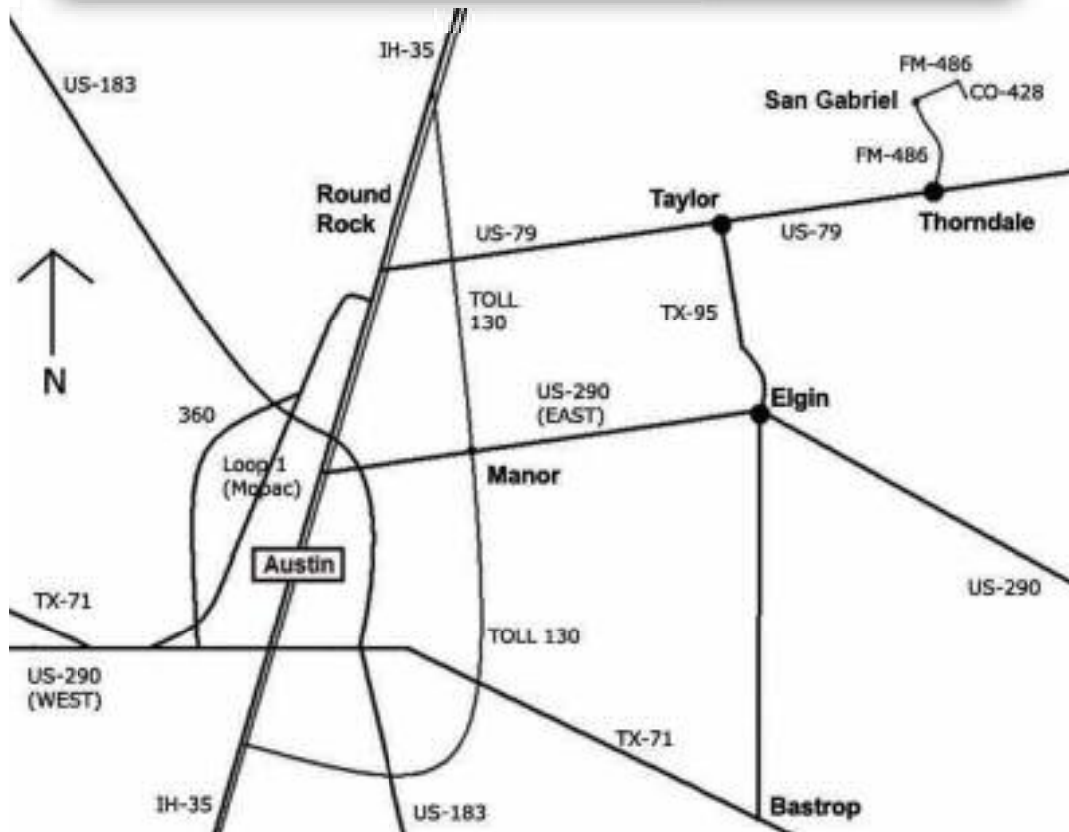 IH-35
FM-486
US-183
San Gabriel
CO-428
FM-486
Round
Rock
Taylor
US-79
US-79
Thorndale
TOLL
130
TX-95
N
US-290
(EAST)
Elgin
360
Loop 1
(Mopac)
Manor
Austin
US-290
TX-71
TOLL 130
US-290
(WEST)
TX-71
IH-35
US-183
Bastrop